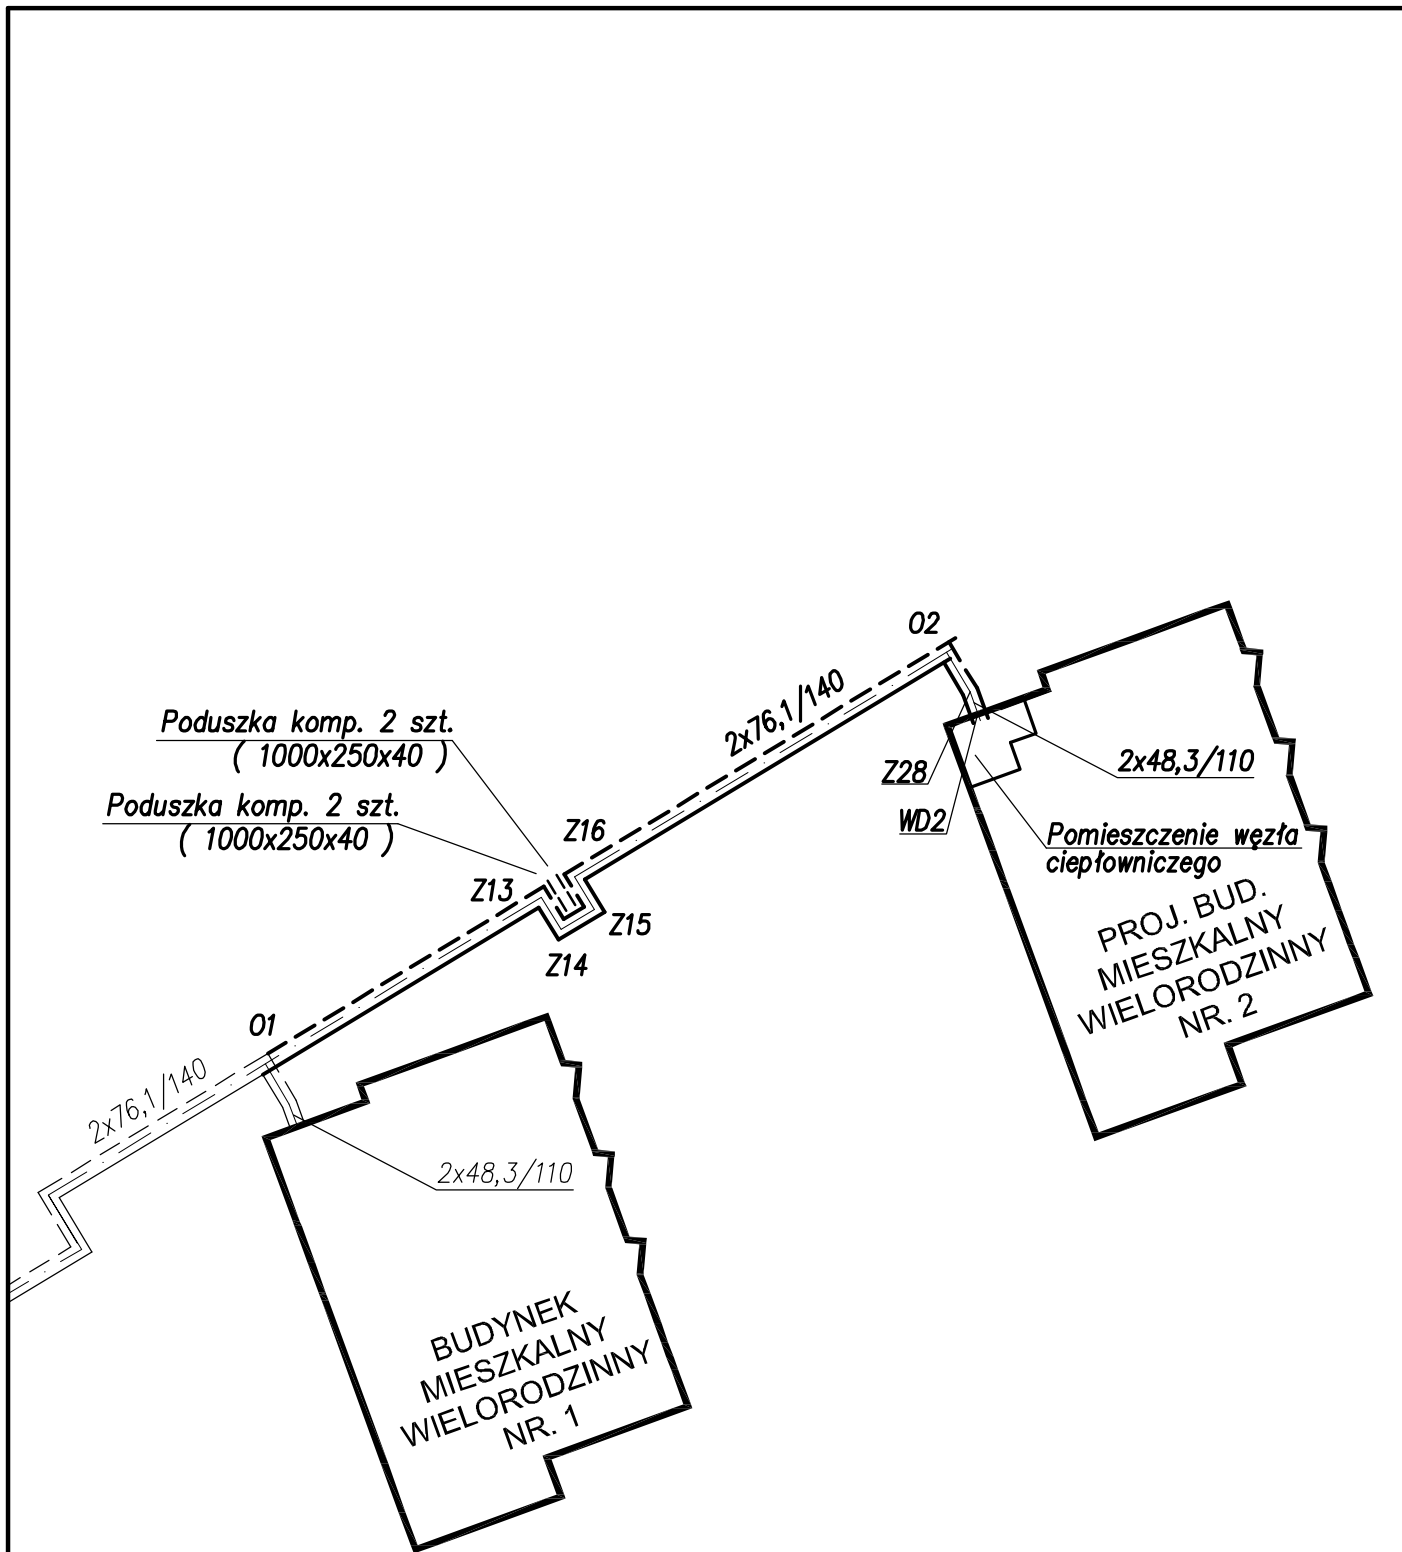 O2
2x76,1/140
Poduszka komp. 2 szt.
( 1000x250x40 )
Z28
2x48,3/110
Poduszka komp. 2 szt.
( 1000x250x40 )
Z16
WD2
Pomieszczenie węzła
ciepłowniczego
Z13
Z15
Z14
PROJ. BUD.
MIESZKALNY
WIELORODZINNY
NR. 2
O1
2x76,1/140
2x48,3/110
BUDYNEK
MIESZKALNY
WIELORODZINNY
NR. 1